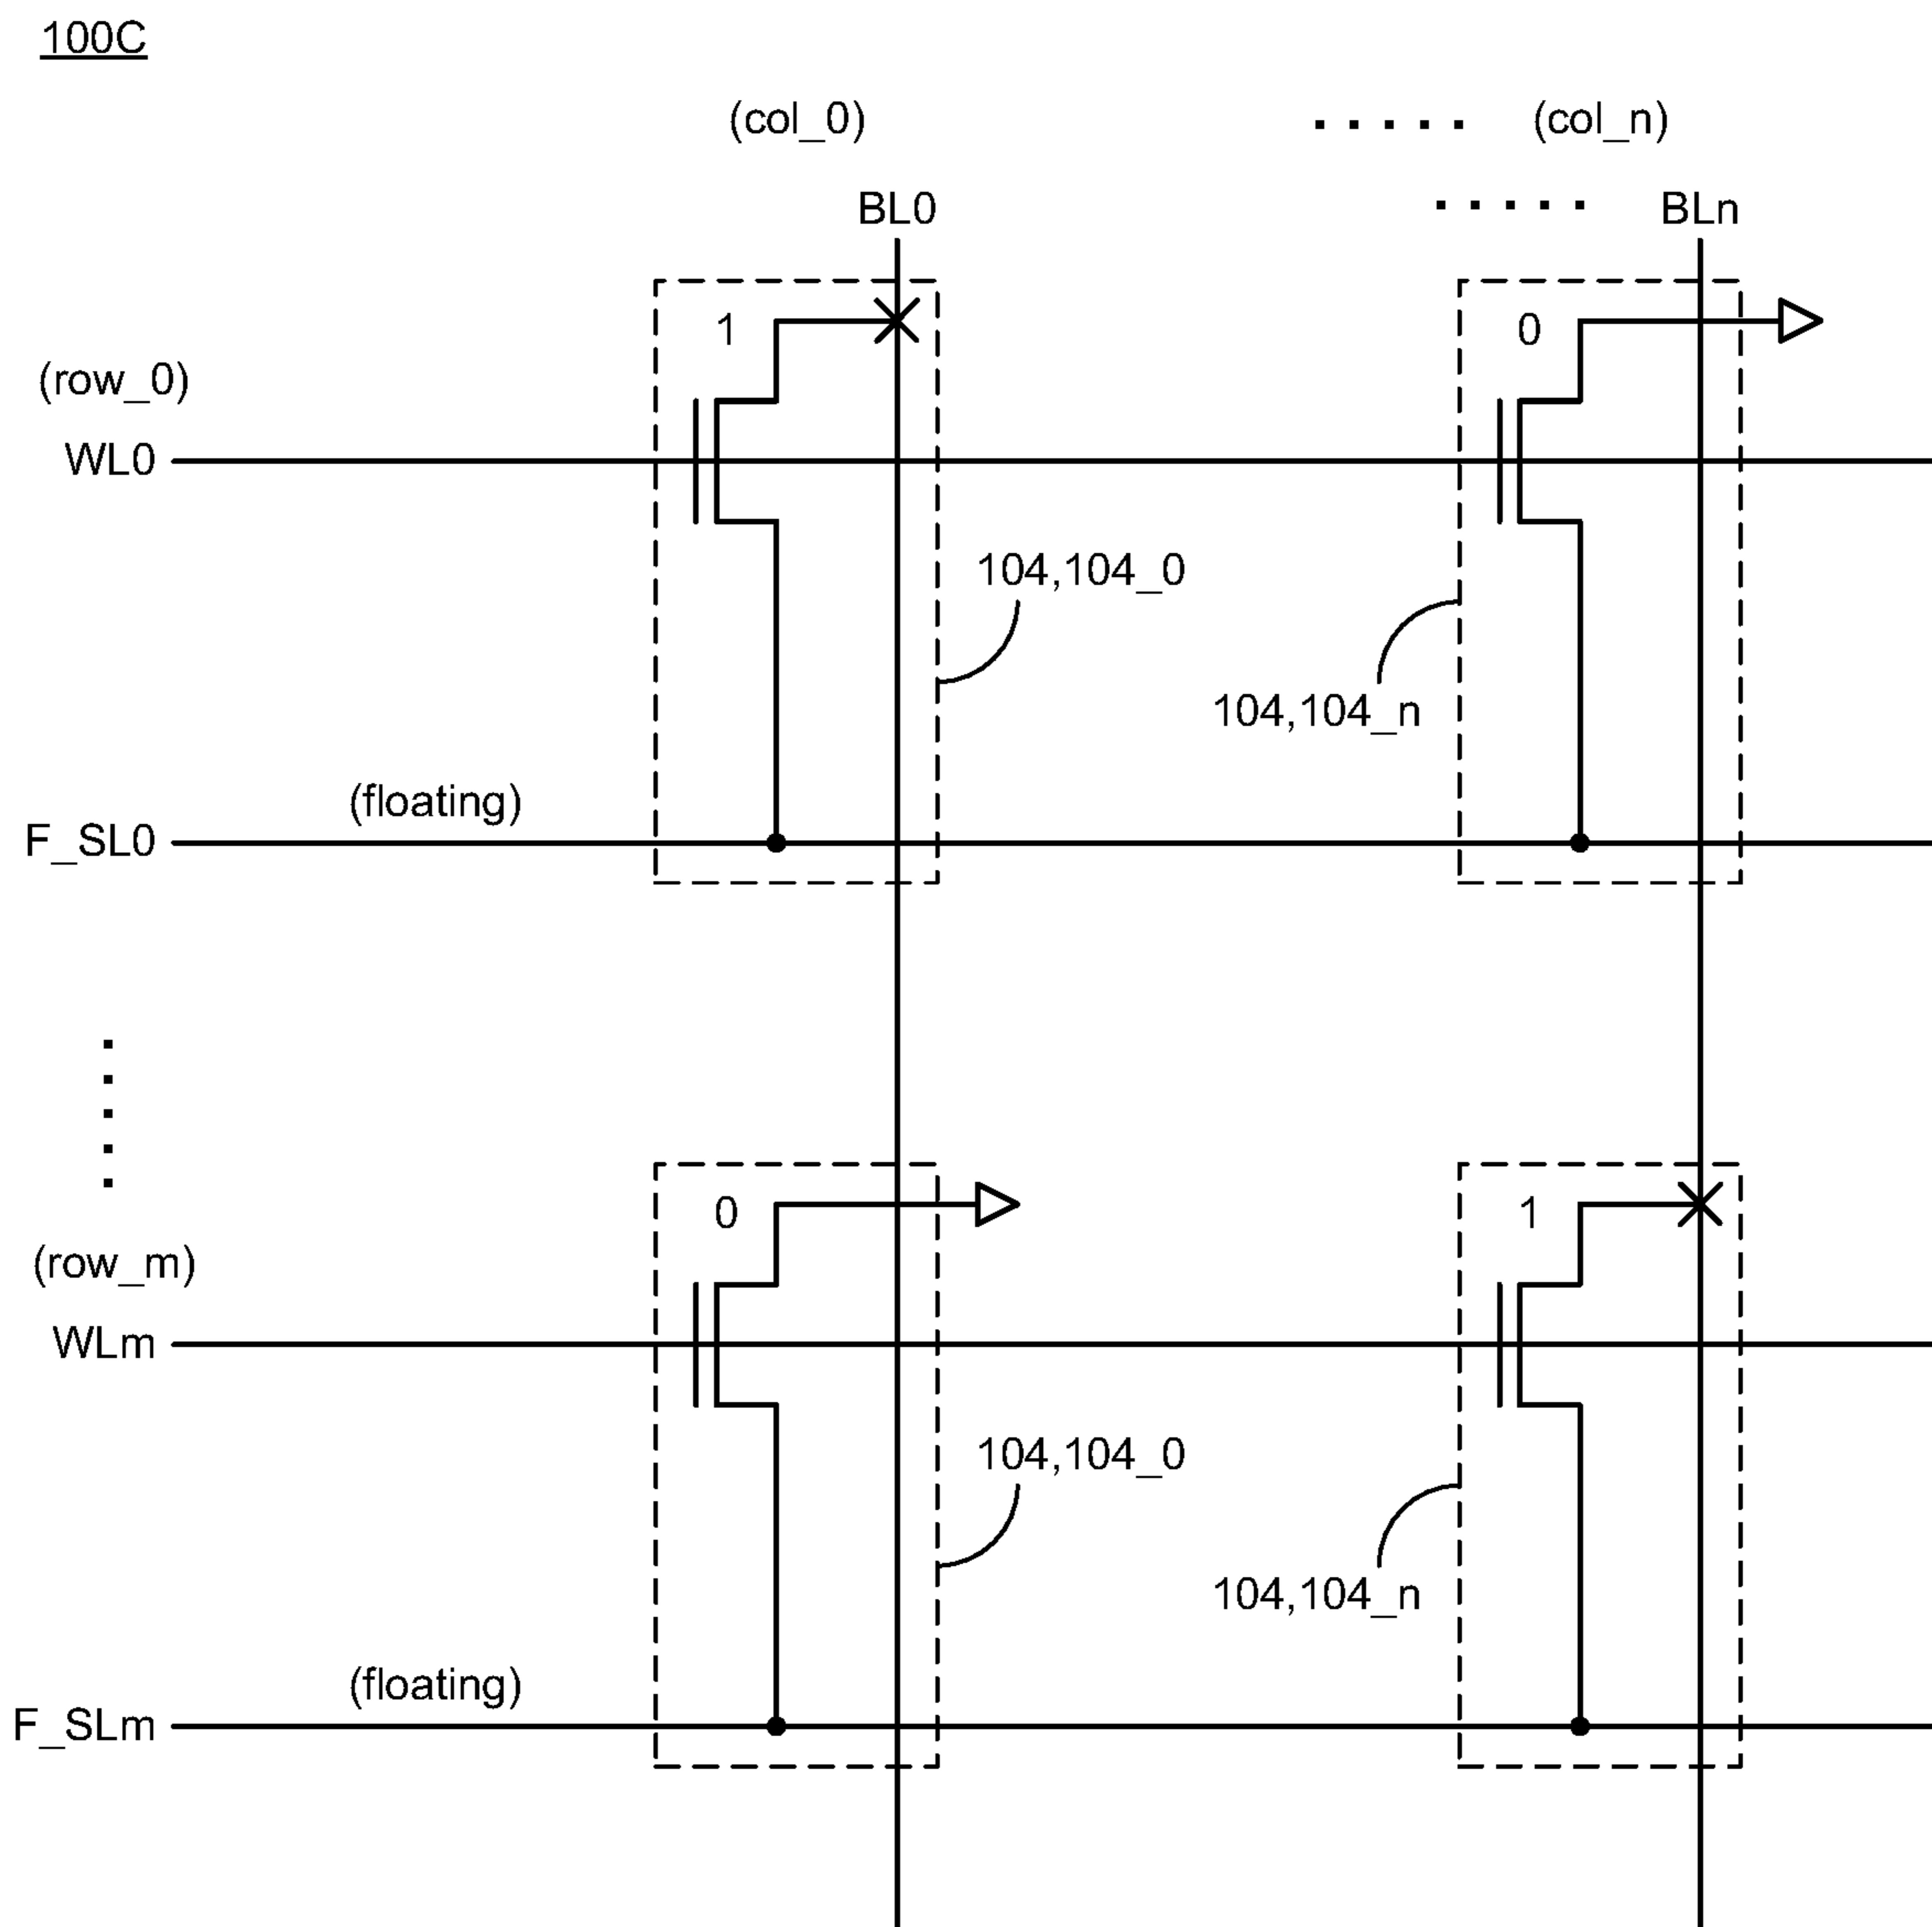 100C
(col_0) ..... (col_n)
BL0 ..... BLn
1 0
(row_0)
WL0
104,104_0
104,104_n
(floating)
F_SL0
0 1
(row_m)
WLm
104,104_0
104,104_n
(floating)
F_SLm